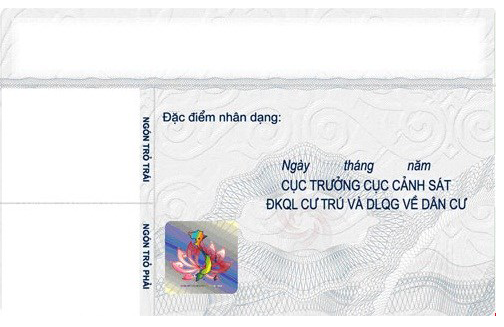 Đặc điểm nhân dạng:
NGÓN TRỎ TRÁI
Ngày tháng năm
CỤC TRƯỞNG CỤC CẢNH SÁT
ĐKQL CƯ TRÚ VÀ DLQG VỀ DÂN CƯ
NGÓN TRỎ PHẢI